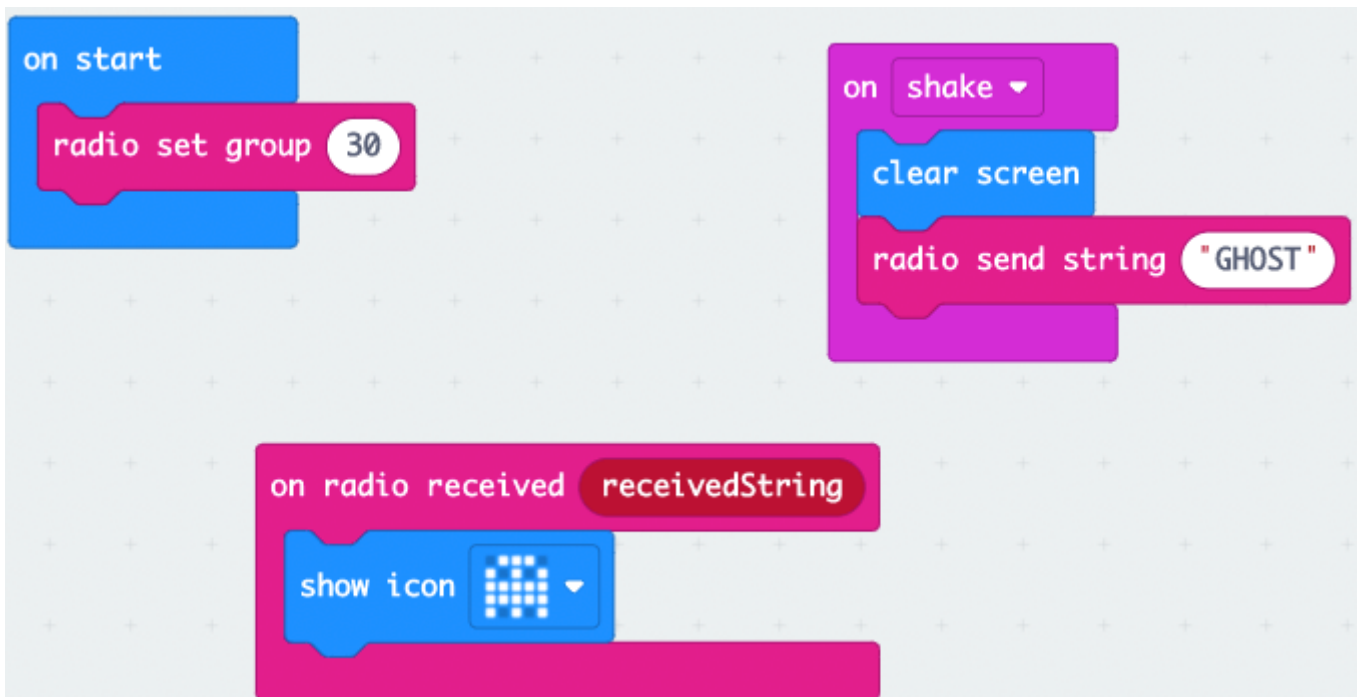 on start
radio set group 30
on shake
clear screen
radio send string "GHOST"
on radio received receivedString
show icon